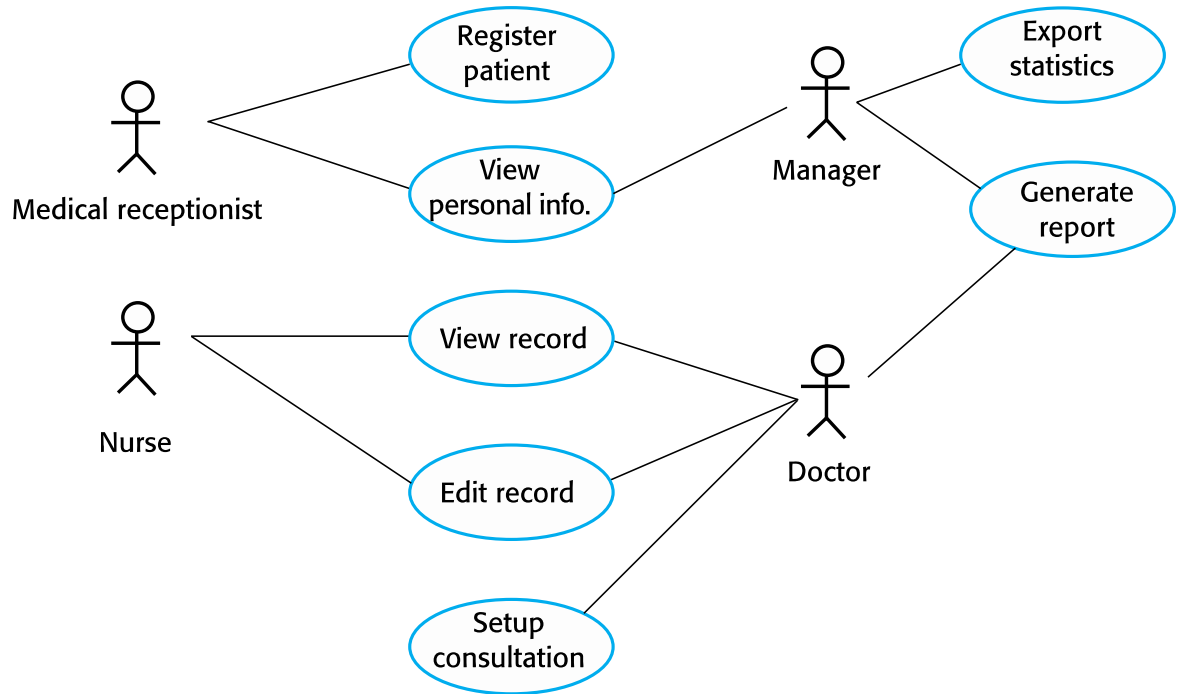 Register
patient
Export
statistics
Medical receptionist
View
personal info.
Manager
Generate
report
Nurse
View record
Doctor
Edit record
Setup
consultation